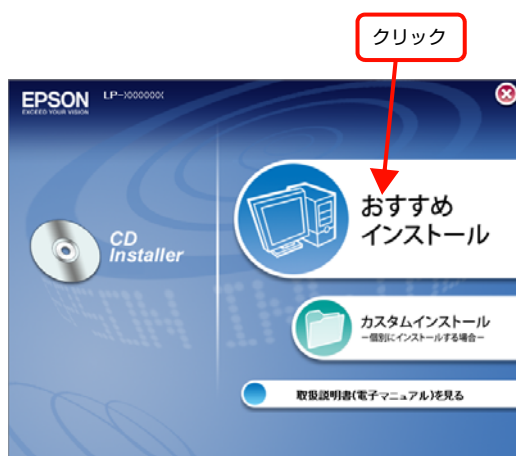 クリック
EPSON
EXCEED YOUR VISION
LP-XXXXXXX
おすすめ
インストール
CD
Installer
カスタムインストール
－個別にインストールする場合－
取扱説明書(電子マニュアル)を見る